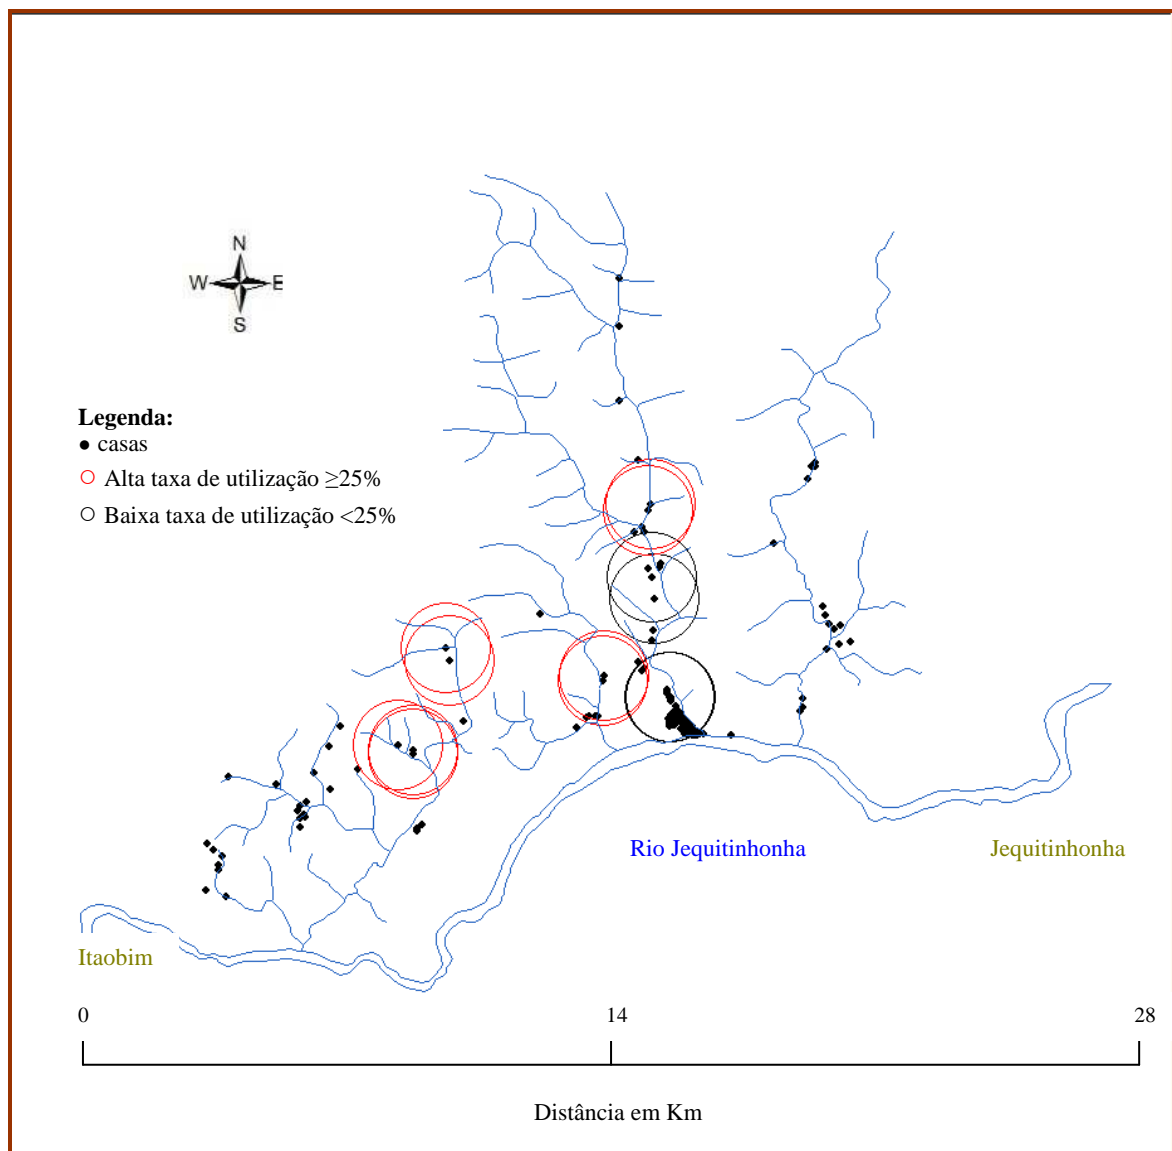 N
W E
S
Legenda:
● casas
○ Alta taxa de utilização ≥25%
○ Baixa taxa de utilização <25%
Rio Jequitinhonha Jequitinhonha
Itaobim
0 14 28
Distância em Km